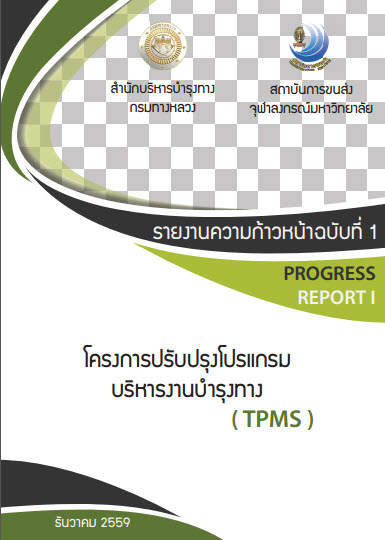 สำนักบริหารบำรุงทาง
กรมทางหลวง
สถาบันการขนส่ง
จุฬาลงกรณ์มหาวิทยาลัย
รายงานความก้าวหน้าฉบับที่ 1
PROGRESS
REPORT I
โครงการปรับปรุงโปรแกรม
บริหารงานบำรุงทาง
( TPMS )
ธันวาคม 2559